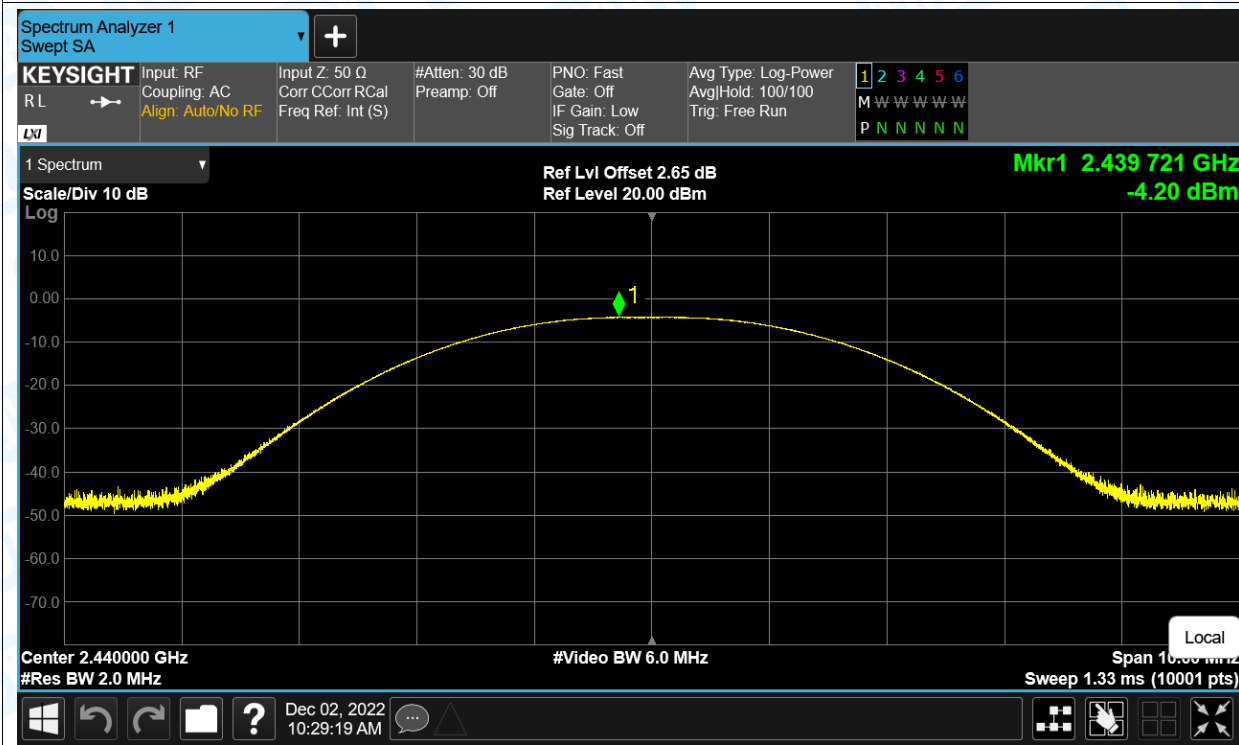 Spectrum Analyzer 1
Swept SA
+
KEYSIGHT
R L
LXI
Input: RF
Coupling: AC
Align: Auto/No RF
Input Z: 50 Ω
Corr CCorr RCal
Freq Ref: Int (S)
#Atten: 30 dB
Preamp: Off
PNO: Fast
Gate: Off
IF Gain: Low
Sig Track: Off
Avg Type: Log-Power
Avg|Hold: 100/100
Trig: Free Run
1 2 3 4 5 6
M W W W W W
P N N N N N
1 Spectrum
Scale/Div 10 dB
Log
Ref Lvl Offset 2.65 dB
Ref Level 20.00 dBm
Mkr1 2.439 721 GHz
-4.20 dBm
10.0
0.00
-10.0
-20.0
-30.0
-40.0
-50.0
-60.0
-70.0
1
Local
Center 2.440000 GHz
#Res BW 2.0 MHz
#Video BW 6.0 MHz
Span 10.00 MHz
Sweep 1.33 ms (10001 pts)
?
Dec 02, 2022
10:29:19 AM